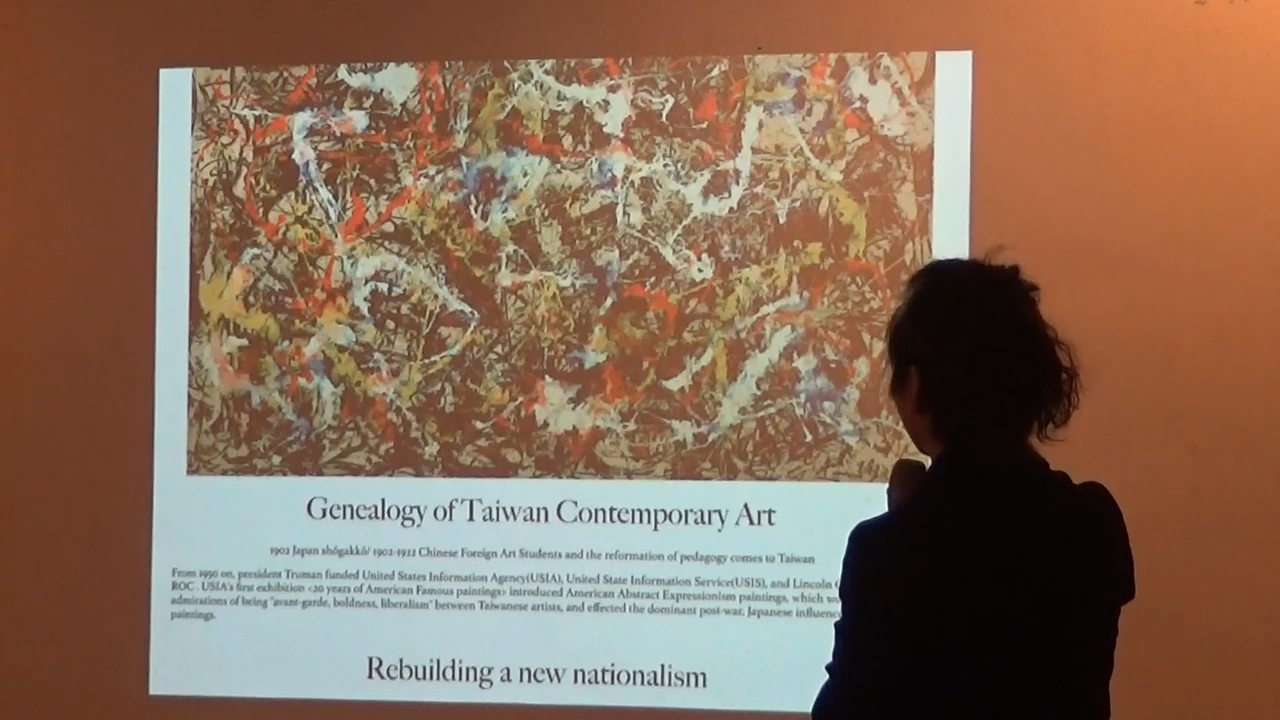 Genealogy of Taiwan Contemporary Art
1902 Japan shōgakkō/ 1902-1922 Chinese Foreign Art Students and the reformation of pedagogy comes to Taiwan
From 1950 on, president Truman funded United States Information Agency(USIA), United State Information Service(USIS), and Lincoln
ROC . USIA's first exhibition <20 years of American Famous paintings> introduced American Abstract Expressionism paintings, which
admirations of being "avant-garde, boldness, liberalism" between Taiwanese artists, and effected the dominant post-war, Japanese
paintings.
Rebuilding a new nationalism